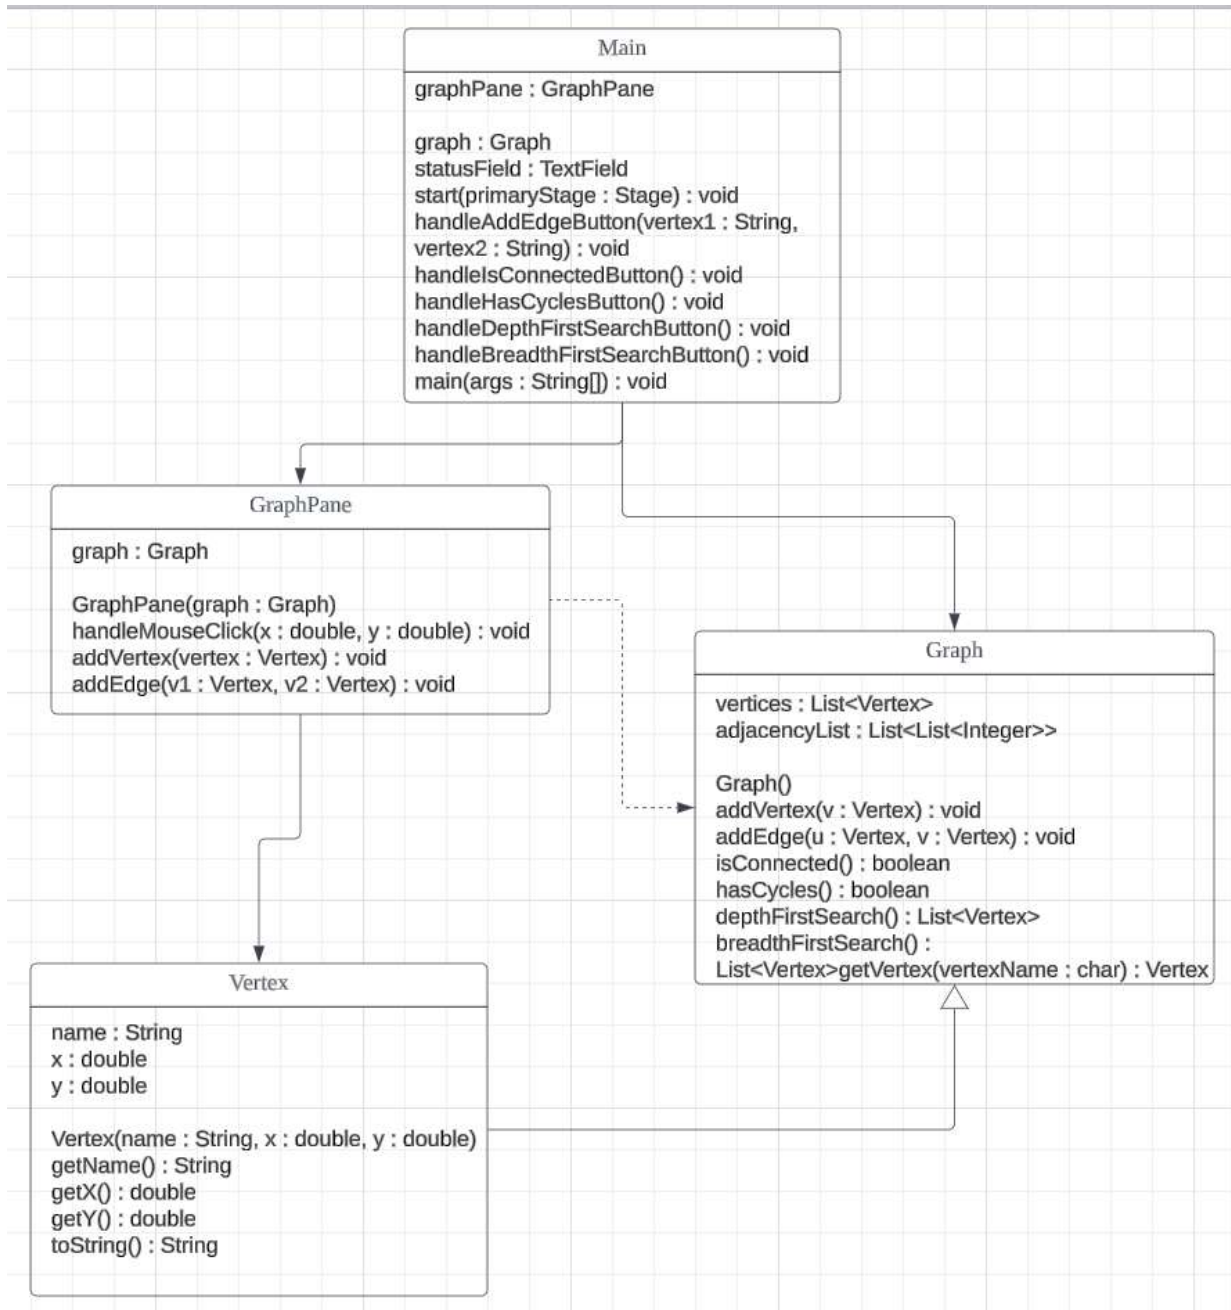 Main
graphPane : GraphPane
graph : Graph
statusField : TextField
start(primaryStage : Stage) : void
handleAddEdgeButton(vertex1 : String,
vertex2 : String) : void
handleIsConnectedButton() : void
handleHasCyclesButton() : void
handleDepthFirstSearchButton() : void
handleBreadthFirstSearchButton() : void
main(args : String[]) : void
GraphPane
graph : Graph
GraphPane(graph : Graph)
handleMouseClick(x : double, y : double) : void
addVertex(vertex : Vertex) : void
addEdge(v1 : Vertex, v2 : Vertex) : void
Graph
vertices : List<Vertex>
adjacencyList : List<List<Integer>>
Graph()
addVertex(v : Vertex) : void
addEdge(u : Vertex, v : Vertex) : void
isConnected() : boolean
hasCycles() : boolean
depthFirstSearch() : List<Vertex>
breadthFirstSearch() :
List<Vertex>getVertex(vertexName : char) : Vertex
Vertex
name : String
x : double
y : double
Vertex(name : String, x : double, y : double)
getName() : String
getX() : double
getY() : double
toString() : String